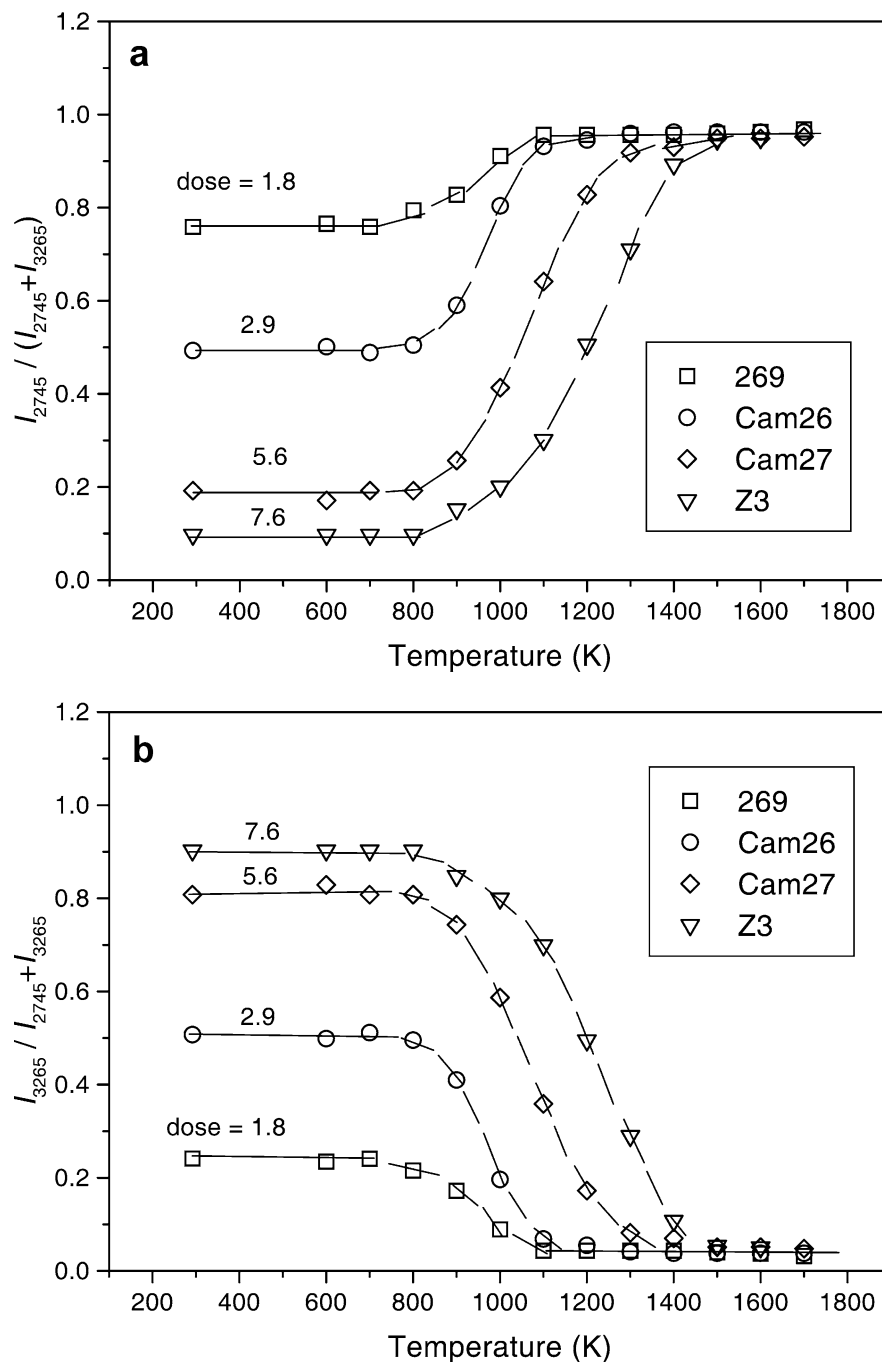 a
1.2
1.0
0.8
0.6
0.4
0.2
0.0
I2745 / (I2745+I3265)
dose = 1.8
2.9
5.6
7.6
269
Cam26
Cam27
Z3
200 400 600 800 1000 1200 1400 1600 1800
Temperature (K)
b
1.2
1.0
0.8
0.6
0.4
0.2
0.0
I3265 / I2745+I3265
7.6
5.6
2.9
dose = 1.8
269
Cam26
Cam27
Z3
200 400 600 800 1000 1200 1400 1600 1800
Temperature (K)